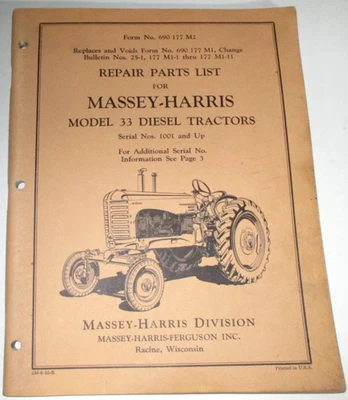 Form No. 690 177 M2
Replaces and Voids Form No. 690 177 M1, Change
Bulletin Nos. 25-1, 177 M1-1 thru 177 M1-11
REPAIR PARTS LIST
FOR
MASSEY-HARRIS
MODEL 33 DIESEL TRACTORS
Serial Nos. 1001 and Up
For Additional Serial No.
Information See Page 3
MASSEY-HARRIS DIVISION
MASSEY-HARRIS-FERGUSON INC.
Racine, Wisconsin
Printed in U.S.A.